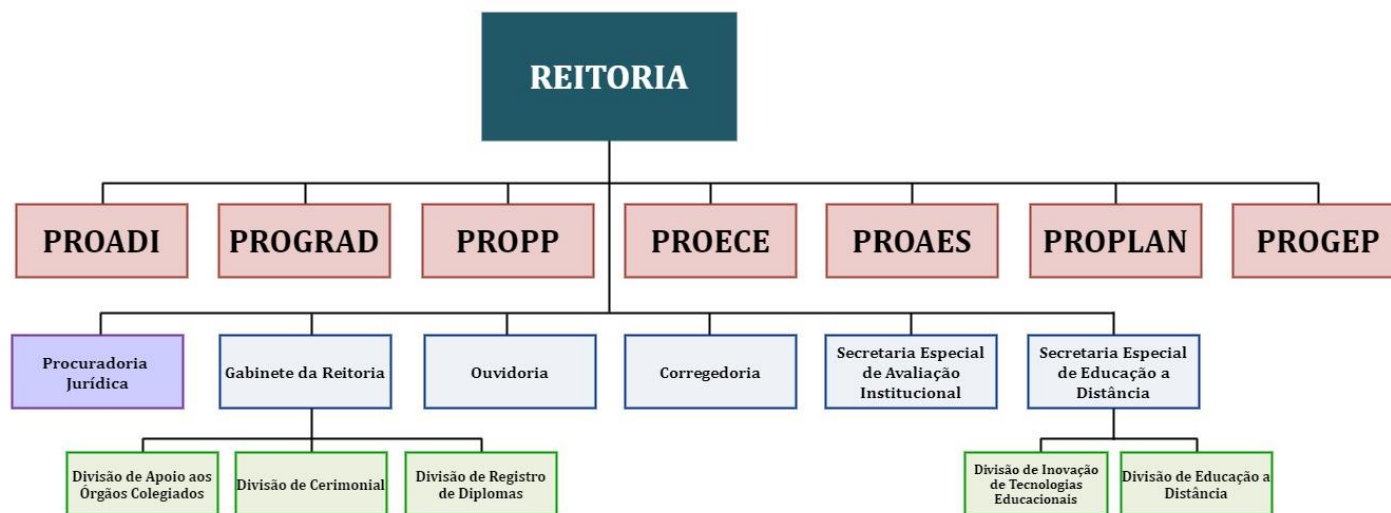 REITORIA
PROADI
PROGRAD
PROPP
PROECE
PROAES
PROPLAN
PROGEP
Procuradoria
Jurídica
Gabinete da Reitoria
Ouvidoria
Corregedoria
Secretaria Especial
de Avaliação
Institucional
Secretaria Especial
de Educação a
Distância
Divisão de Apoio aos
Órgãos Colegiados
Divisão de Cerimonial
Divisão de Registro
de Diplomas
Divisão de Inovação
de Tecnologias
Educacionais
Divisão de Educação a
Distância